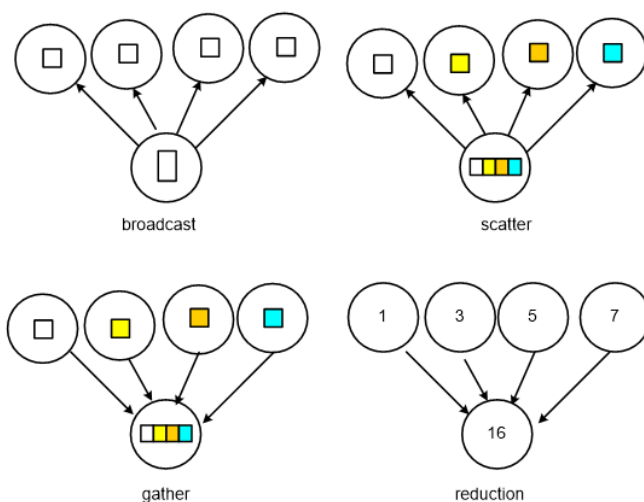 broadcast
scatter
1
3
5
7
16
gather
reduction